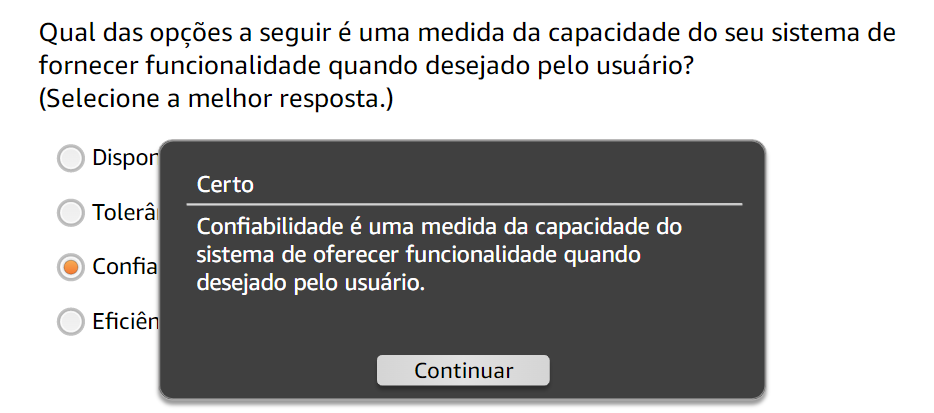 Qual das opções a seguir é uma medida da capacidade do seu sistema de
fornecer funcionalidade quando desejado pelo usuário?
(Selecione a melhor resposta.)
Dispon
Tolerâ
Confia
Eficiên
Certo
Confiabilidade é uma medida da capacidade do
sistema de oferecer funcionalidade quando
desejado pelo usuário.
Continuar